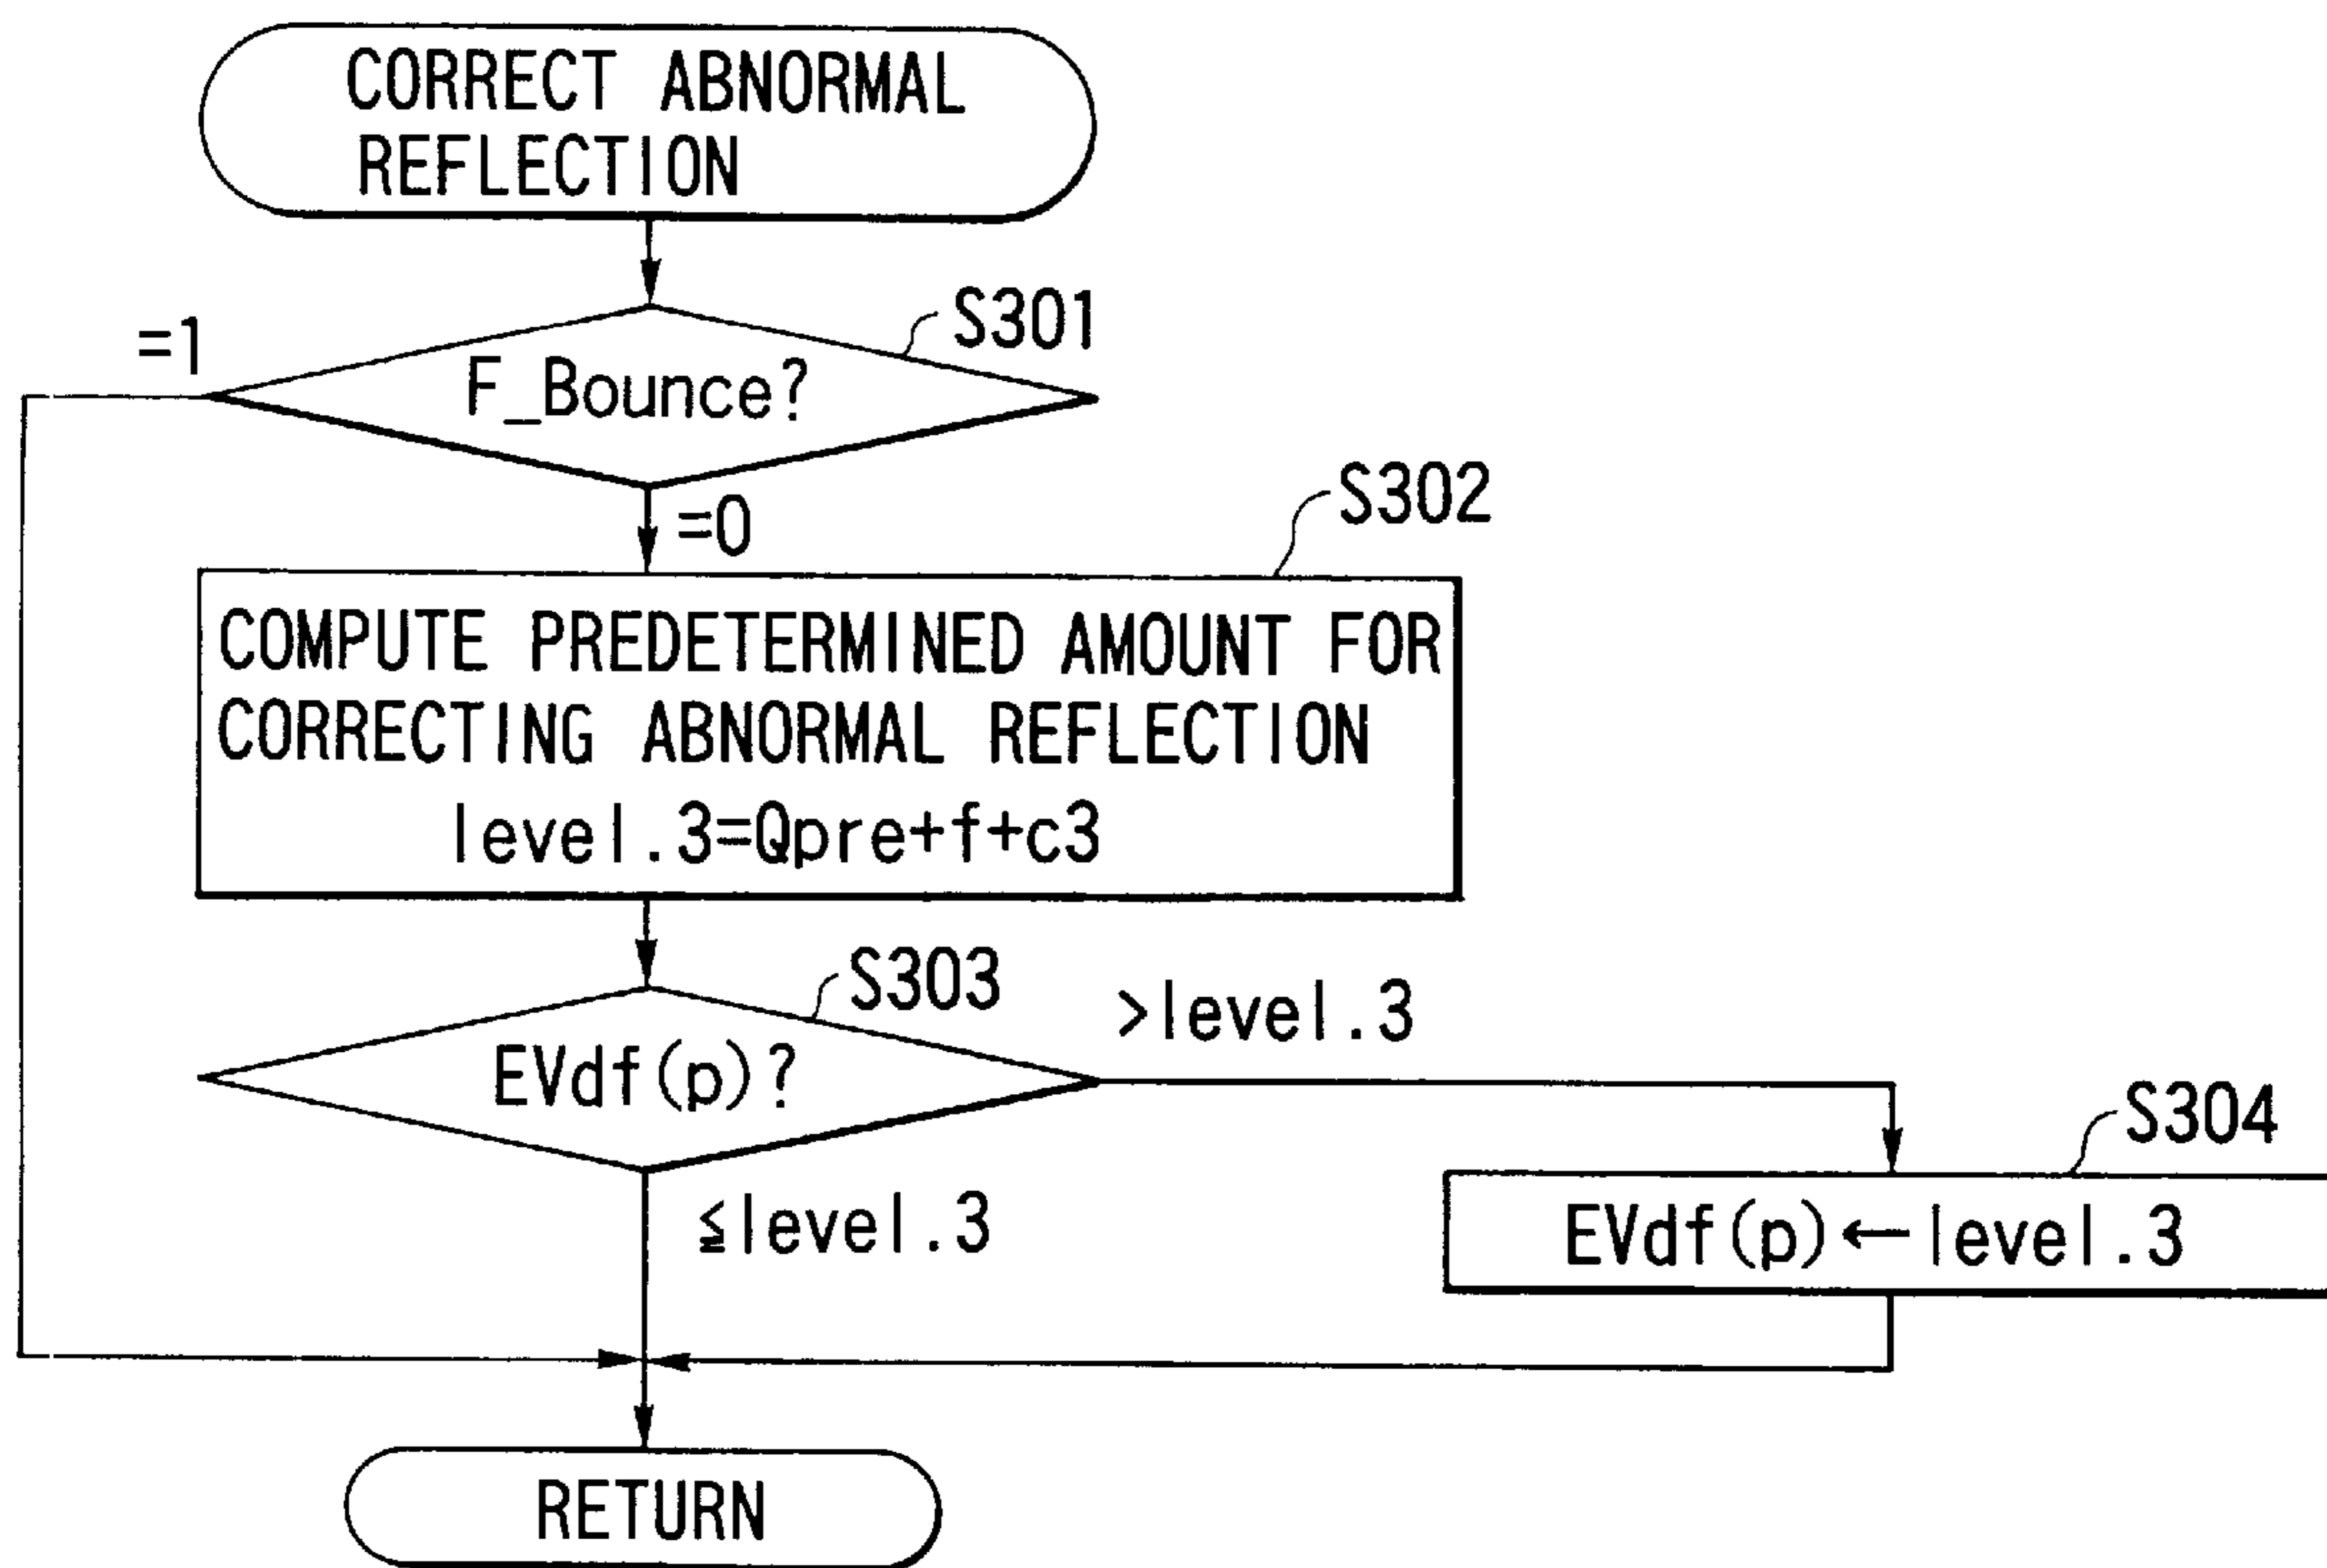 CORRECT ABNORMAL
REFLECTION
S301
=1
F_Bounce?
=0
S302
COMPUTE PREDETERMINED AMOUNT FOR
CORRECTING ABNORMAL REFLECTION
level.3=Qpre+f+c3
S303
>level.3
EVdf(p)?
S304
≦level.3
EVdf(p)←level.3
RETURN